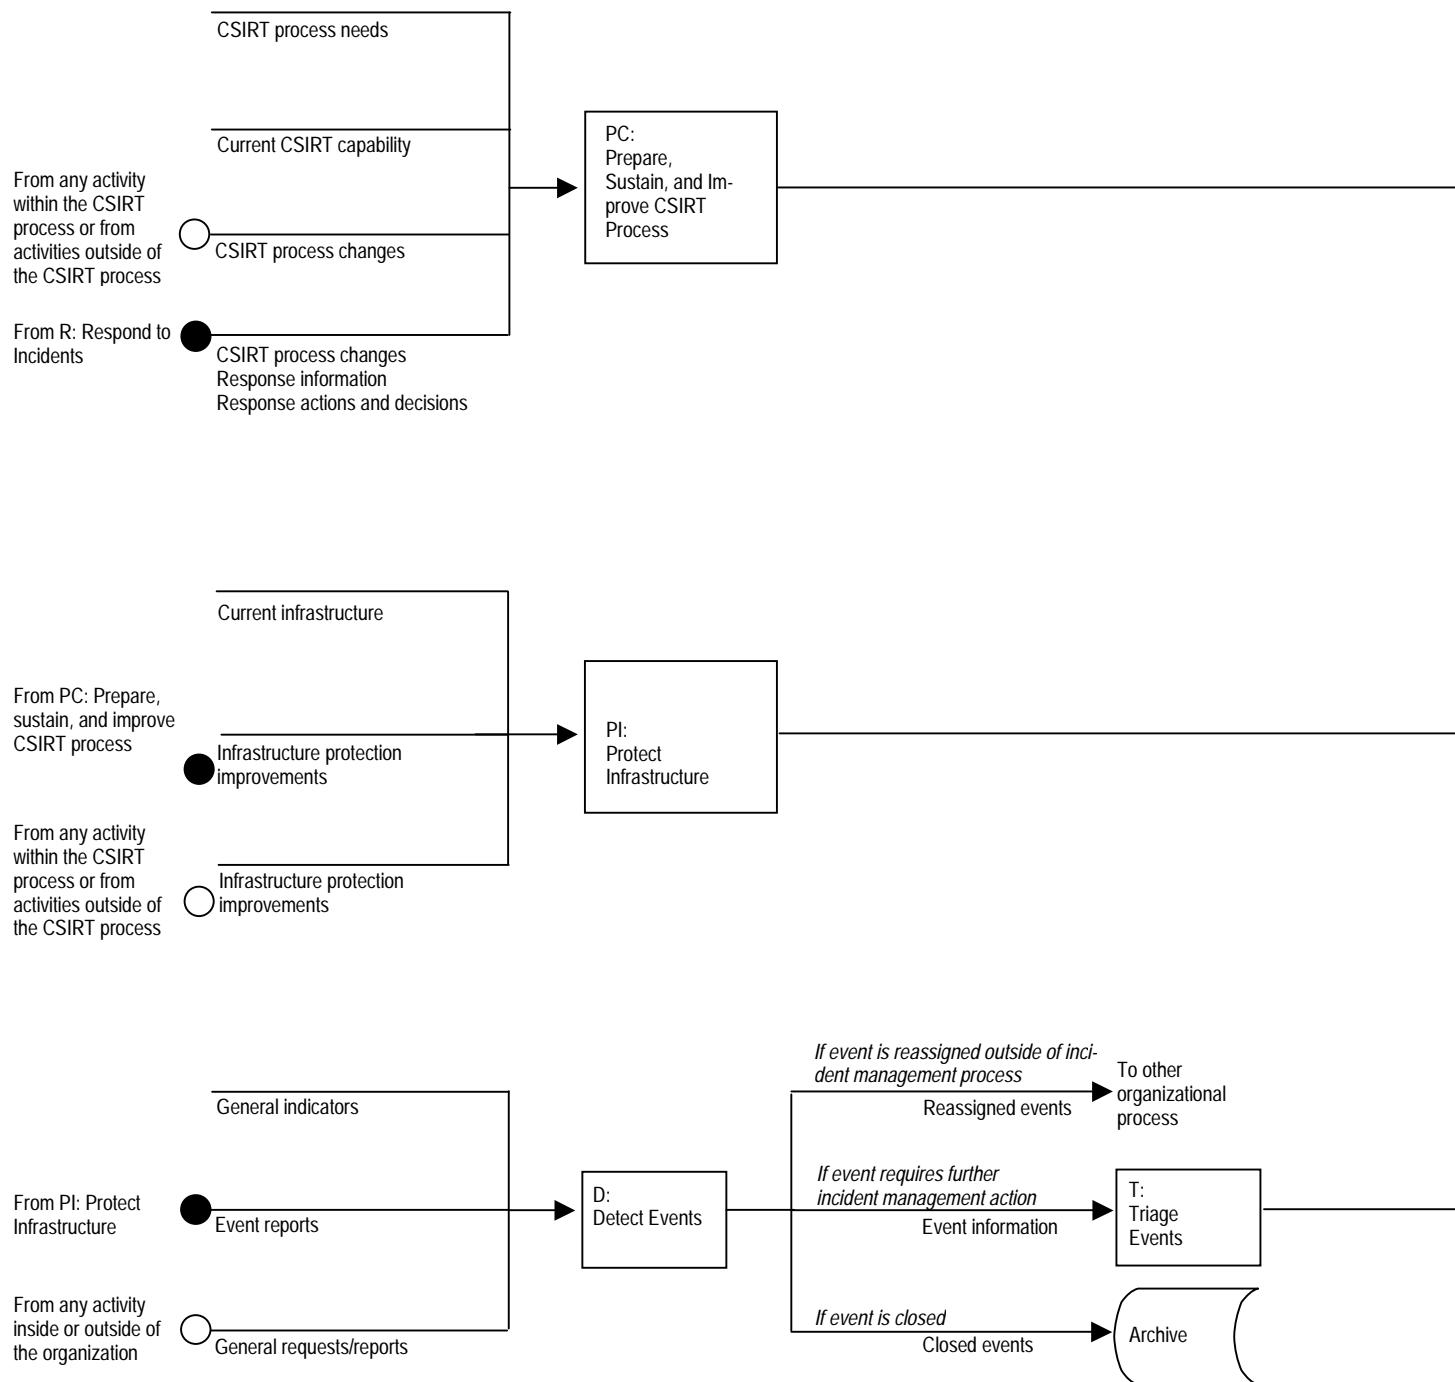 CSIRT process needs
Current CSIRT capability
From any activity
within the CSIRT
process or from
activities outside of
the CSIRT process
CSIRT process changes
From R: Respond to
Incidents
CSIRT process changes
Response information
Response actions and decisions
PC:
Prepare,
Sustain, and Im-
prove CSIRT
Process
Current infrastructure
From PC: Prepare,
sustain, and improve
CSIRT process
Infrastructure protection
improvements
From any activity
within the CSIRT
process or from
activities outside of
the CSIRT process
Infrastructure protection
improvements
PI:
Protect
Infrastructure
General indicators
From PI: Protect
Infrastructure
Event reports
From any activity
inside or outside of
the organization
General requests/reports
D:
Detect Events
If event is reassigned outside of inci-
dent management process
Reassigned events
To other
organizational
process
If event requires further
incident management action
Event information
T:
Triage
Events
If event is closed
Closed events
Archive